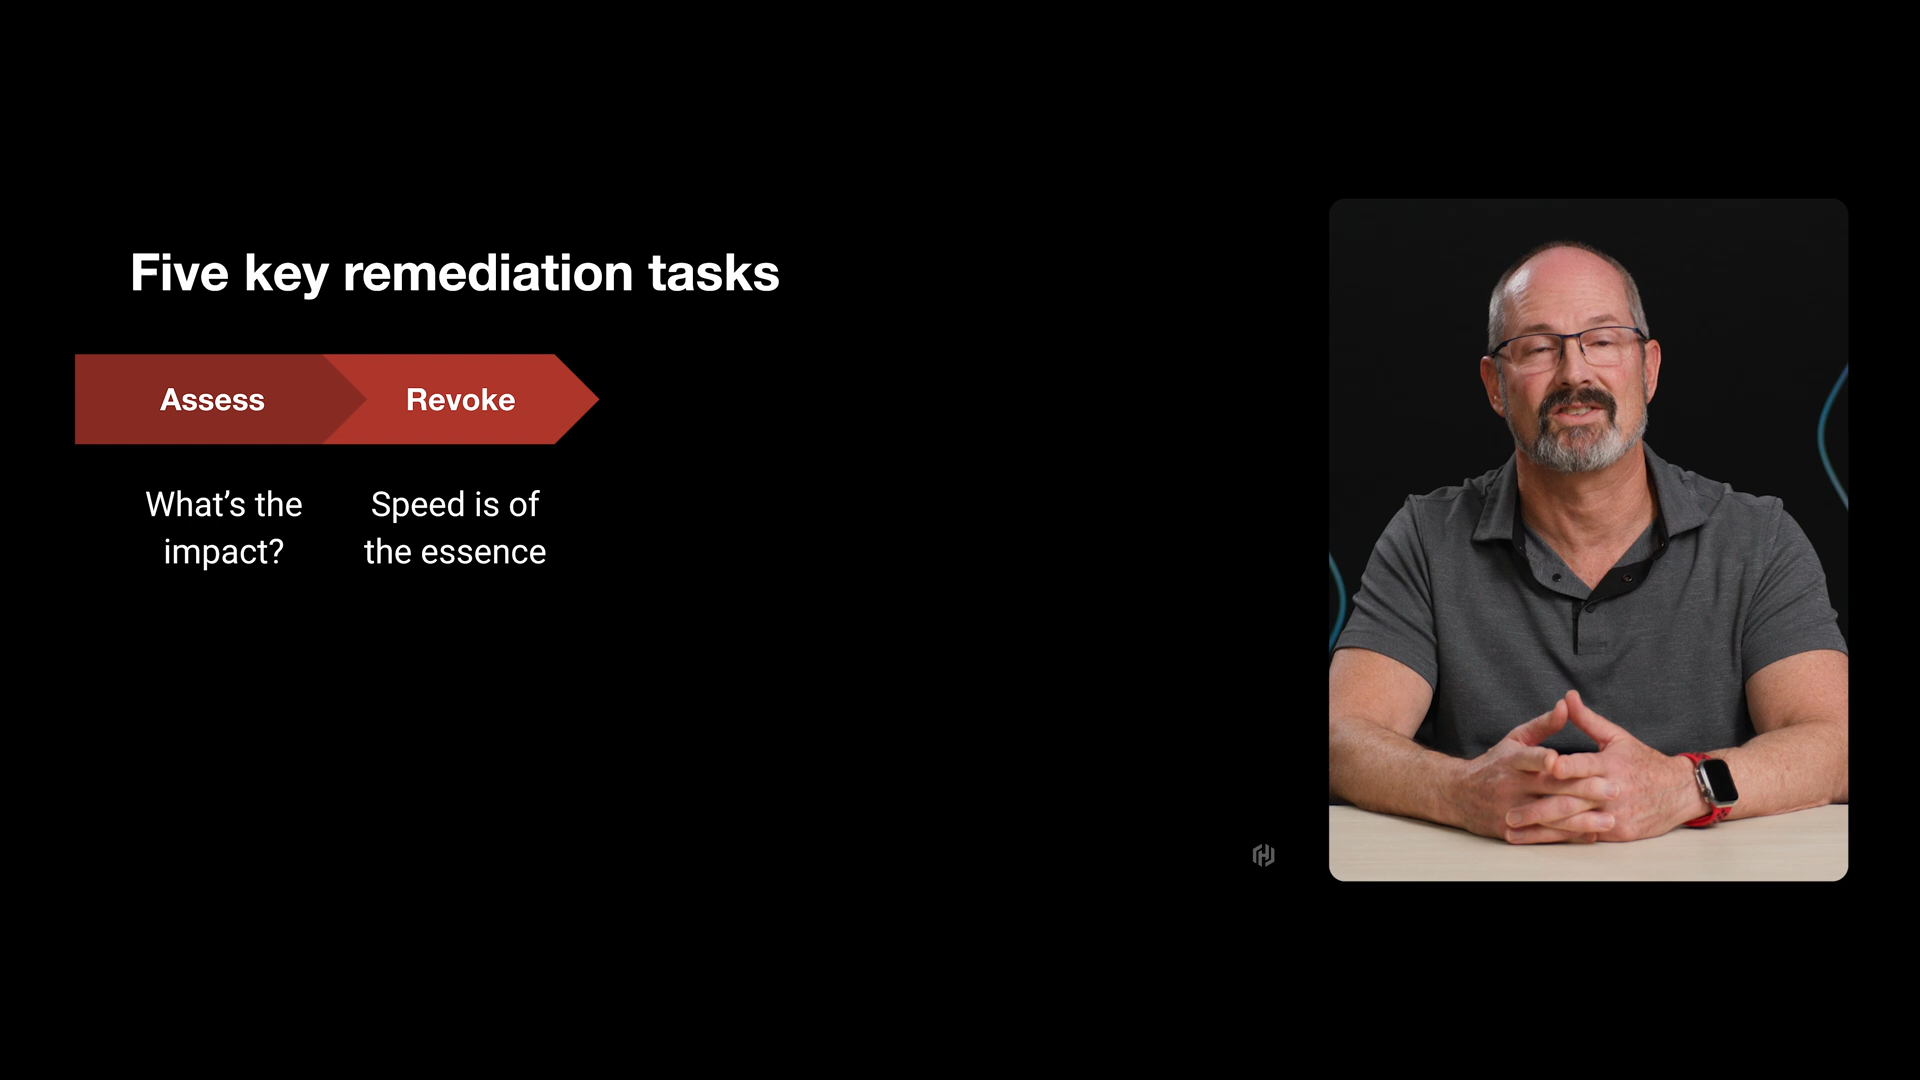 Five key remediation tasks
Assess
Revoke
What’s the
impact?
Speed is of
the essence